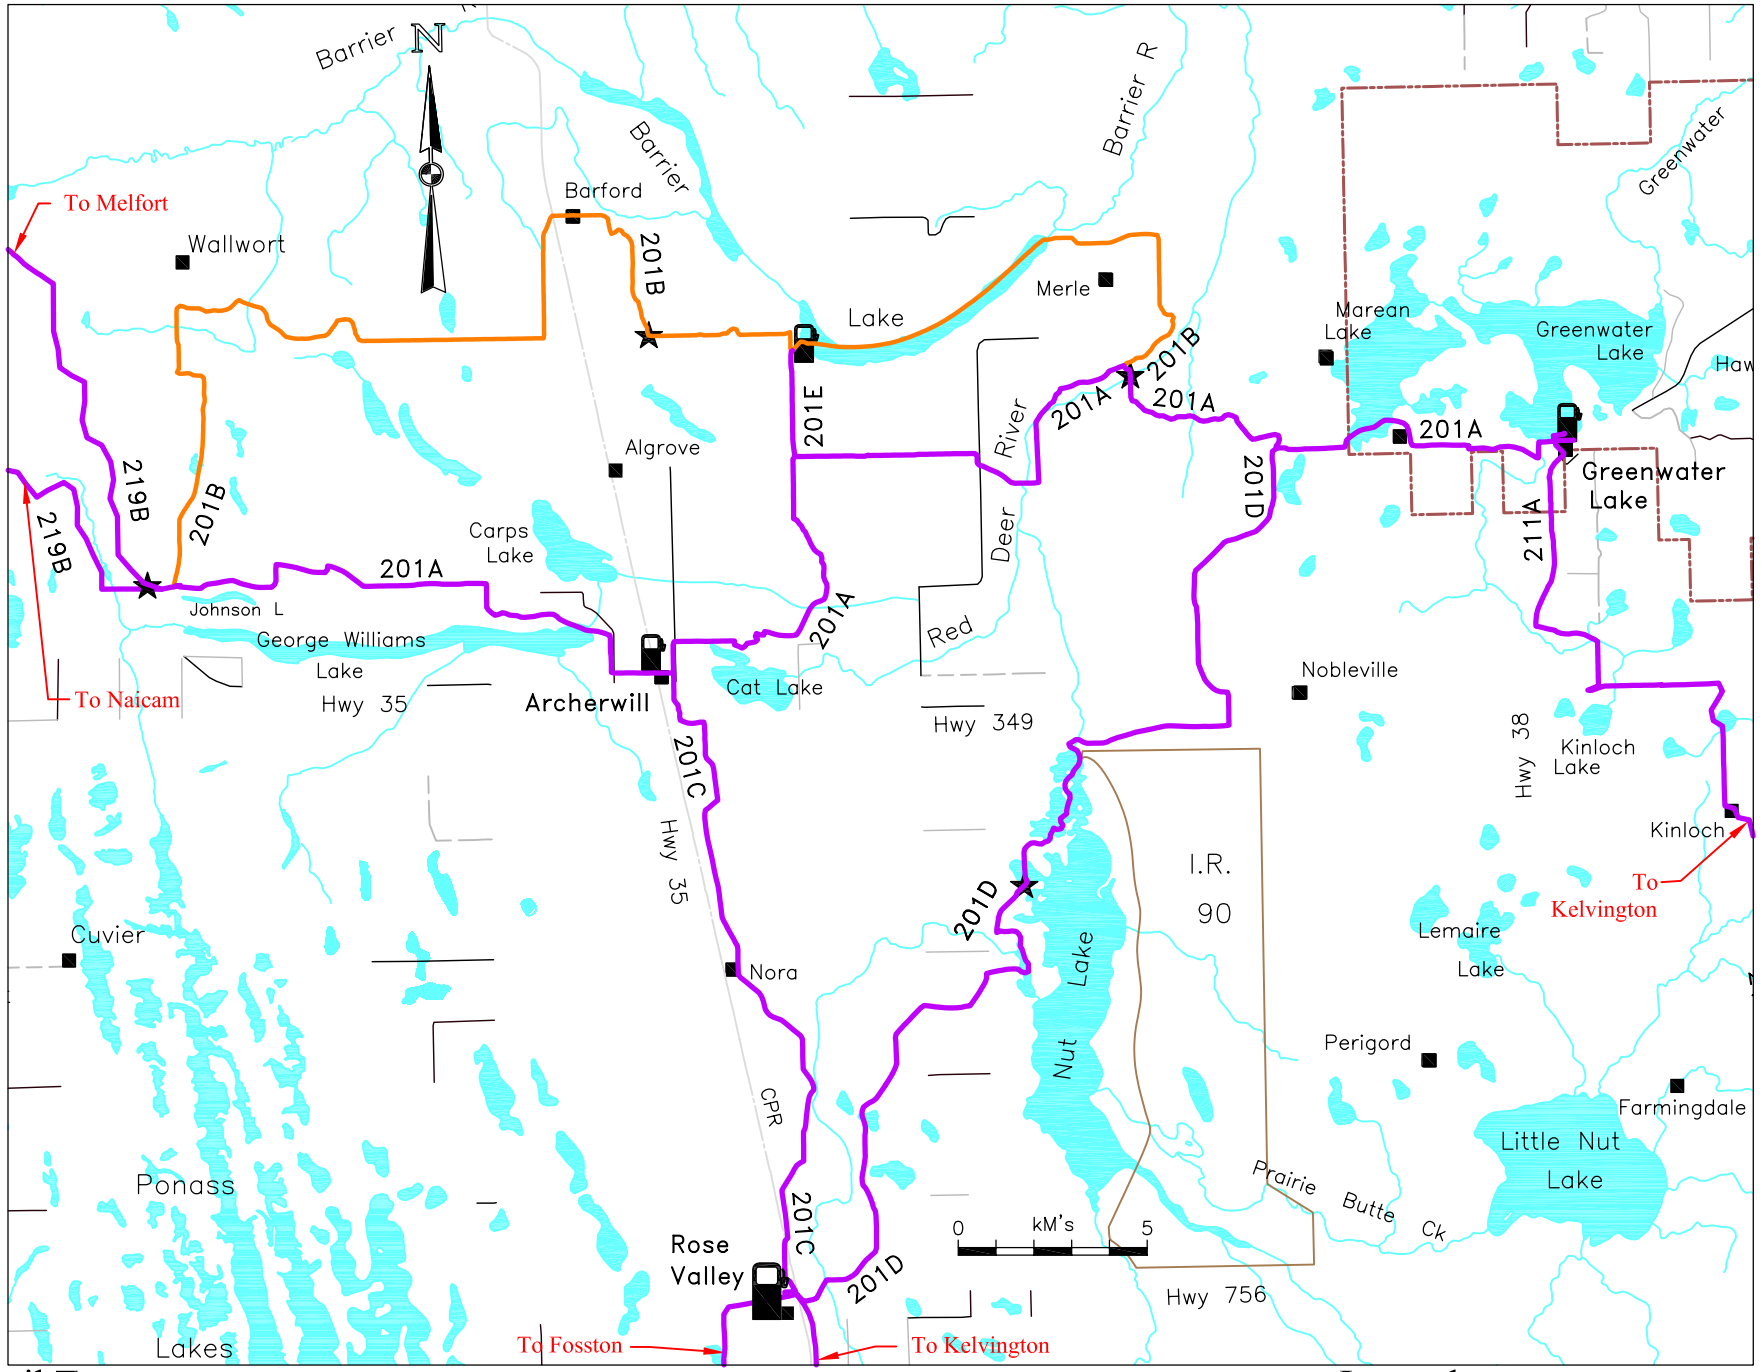 Barrier
N
Barrier R
Barrier
Greenwater
To Melfort
Wallwort
Barford
201B
Merle
Lake
Marean
Lake
Greenwater
Lake
Haw
201B
201E
River
201A
201A
201A
Algrove
219B
201B
219B
Carps
Lake
Deer
201D
Greenwater
Lake
211A
201A
Johnson L
George Williams
Lake
201A
Red
To Naicam
Hwy 35
Archerwill
Cat Lake
Hwy 349
Nobleville
Hwy 38
Kinloch
Lake
201C
Hwy 35
Kinloch
I.R.
90
To
Kelvington
201D
Lemaire
Lake
Cuvier
Nora
Nut Lake
Perigord
CPR
Farmingdale
Little Nut
Lake
Ponass
Prairie Butte Ck
201C
0 kM's 5
Rose
Valley
201D
Hwy 756
Lakes
To Fosston
To Kelvington